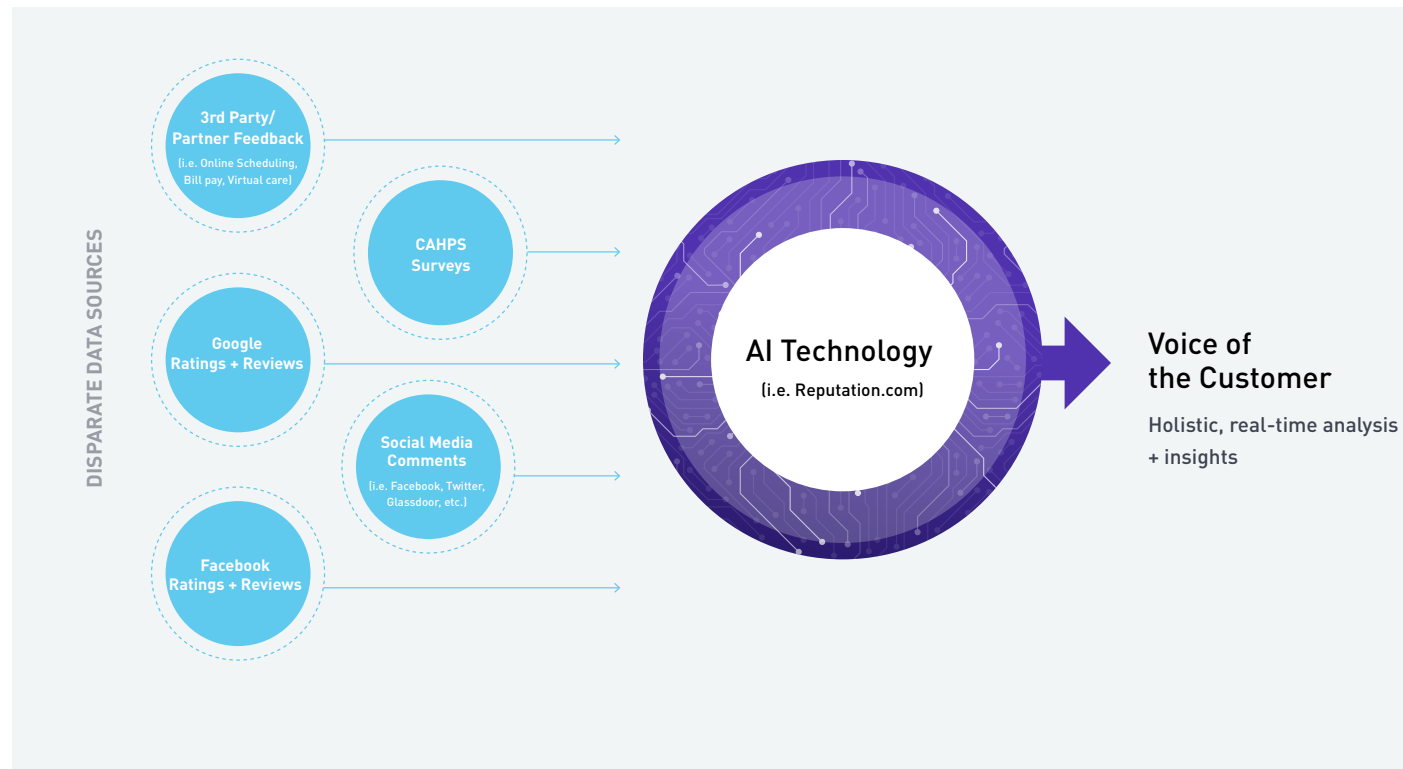 DISPARATE DATA SOURCES
3rd Party/
Partner Feedback
(i.e. Online Scheduling,
Bill pay, Virtual care)
CAHPS
Surveys
Google
Ratings + Reviews
Social Media
Comments
(i.e. Facebook, Twitter,
Glassdoor, etc.)
Facebook
Ratings + Reviews
AI Technology
(i.e. Reputation.com)
Voice of
the Customer
Holistic, real-time analysis
+ insights